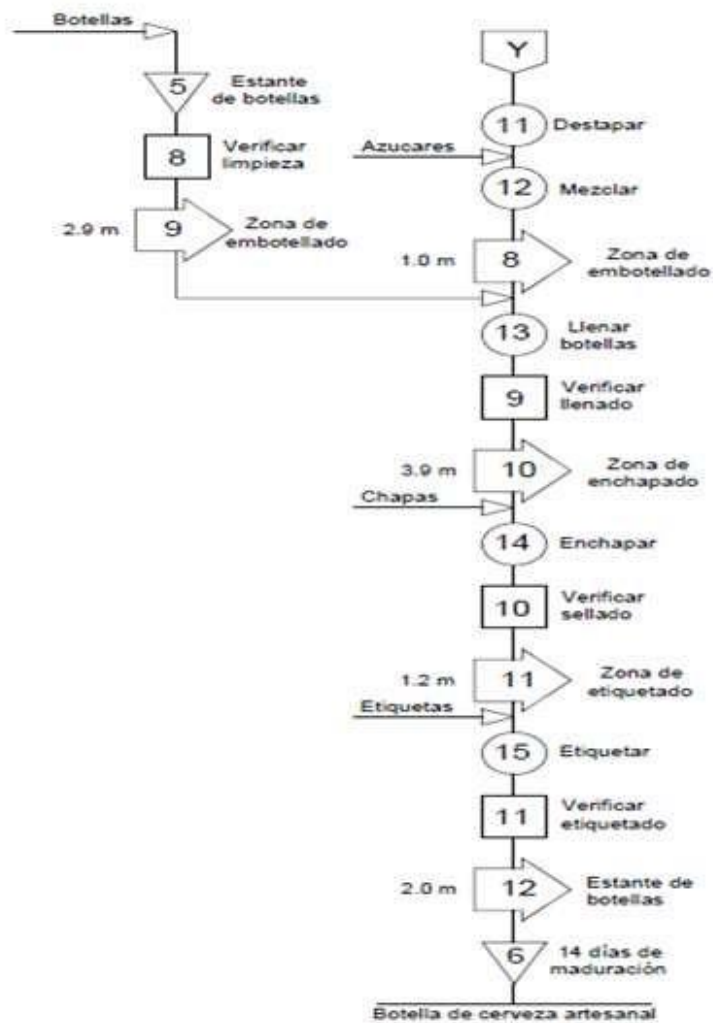 Botellas
5
Estante
de botellas
8
Verificar
limpieza
2.9 m
9
Zona de
embotellado
Y
11
Destapar
Azucares
12
Mezclar
1.0 m
8
Zona de
embotellado
13
Llenar
botellas
9
Verificar
llenado
3.9 m
10
Zona de
enchapado
Chapas
14
Enchapar
10
Verificar
sellado
1.2 m
11
Zona de
etiquetado
Etiquetas
15
Etiquetar
11
Verificar
etiquetado
2.0 m
12
Estante de
botellas
6
14 días de
maduración
Botella de cerveza artesanal